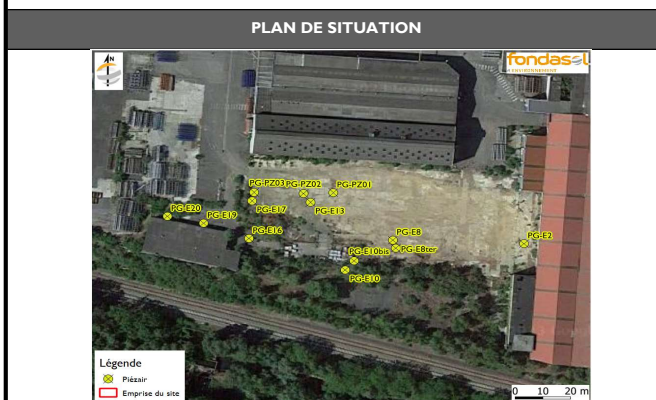 PLAN DE SITUATION
N
fondasol
ENVIRONNEMENT
PG-PZ03
PG-PZ02
PG-PZ01
PG-E17
PG-E13
PG-E20
PG-E19
PG-E16
PG-E8
PG-E2
PG-E8ter
PG-E10bis
PG-E10
Légende
Piézair
Emprise du site
0 10 20 m